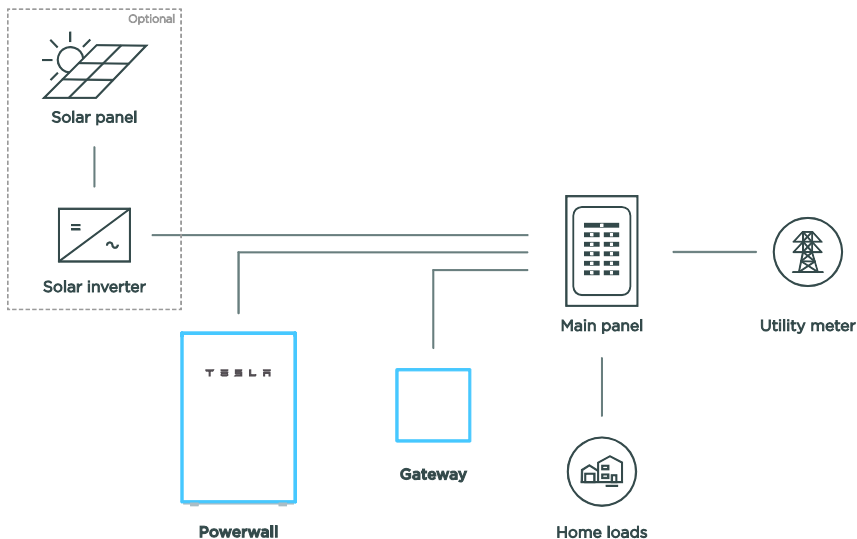 Optional
Solar panel
Solar inverter
Main panel
Utility meter
TESLA
Gateway
Powerwall
Home loads